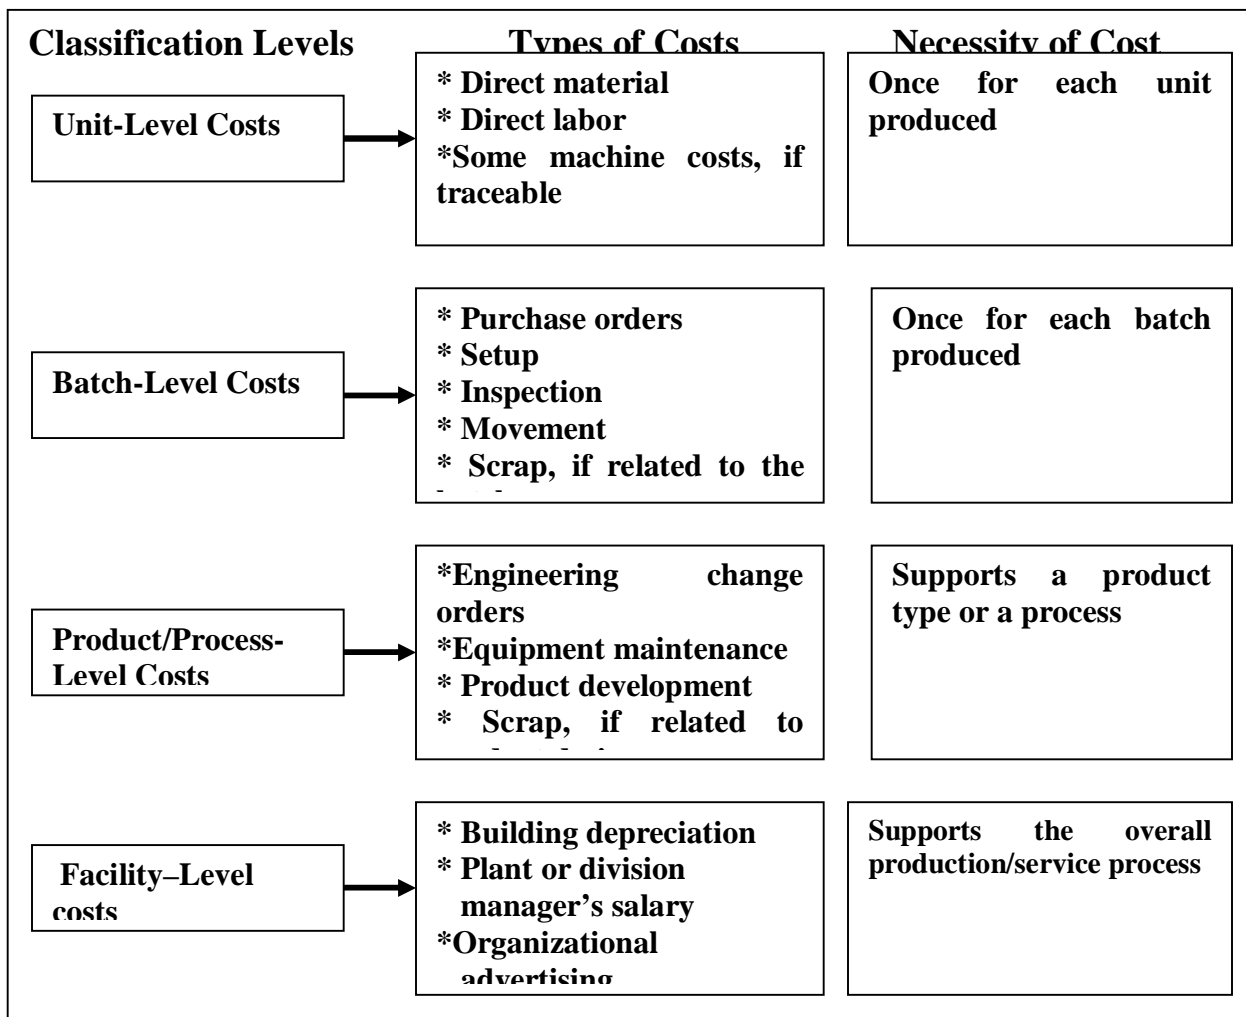 Classification Levels
Types of Costs
Necessity of Cost
Unit-Level Costs
* Direct material
* Direct labor
*Some machine costs, if
traceable
Once for each unit
produced
Batch-Level Costs
* Purchase orders
* Setup
* Inspection
* Movement
* Scrap, if related to the
Once for each batch
produced
Product/Process-
Level Costs
*Engineering change
orders
*Equipment maintenance
* Product development
* Scrap, if related to
Supports a product
type or a process
Facility–Level
costs
* Building depreciation
* Plant or division
manager’s salary
*Organizational
advertising
Supports the overall
production/service process